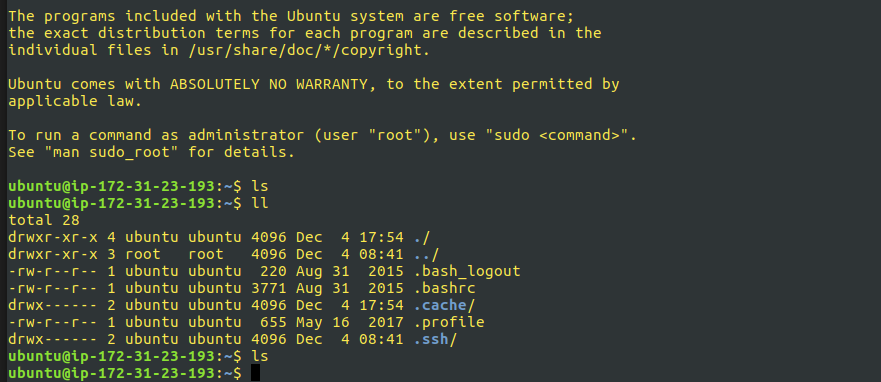 The programs included with the Ubuntu system are free software;
the exact distribution terms for each program are described in the
individual files in /usr/share/doc/*/copyright.

Ubuntu comes with ABSOLUTELY NO WARRANTY, to the extent permitted by
applicable law.

To run a command as administrator (user "root"), use "sudo <command>".
See "man sudo_root" for details.

ubuntu@ip-172-31-23-193:~$ ls
ubuntu@ip-172-31-23-193:~$ ll
total 28
drwxr-xr-x 4 ubuntu ubuntu 4096 Dec  4 17:54 ./
drwxr-xr-x 3 root   root   4096 Dec  4 08:41 ../
-rw-r--r-- 1 ubuntu ubuntu  220 Aug 31  2015 .bash_logout
-rw-r--r-- 1 ubuntu ubuntu 3771 Aug 31  2015 .bashrc
drwx------ 2 ubuntu ubuntu 4096 Dec  4 17:54 .cache/
-rw-r--r-- 1 ubuntu ubuntu  655 May 16  2017 .profile
drwx------ 2 ubuntu ubuntu 4096 Dec  4 08:41 .ssh/
ubuntu@ip-172-31-23-193:~$ ls
ubuntu@ip-172-31-23-193:~$